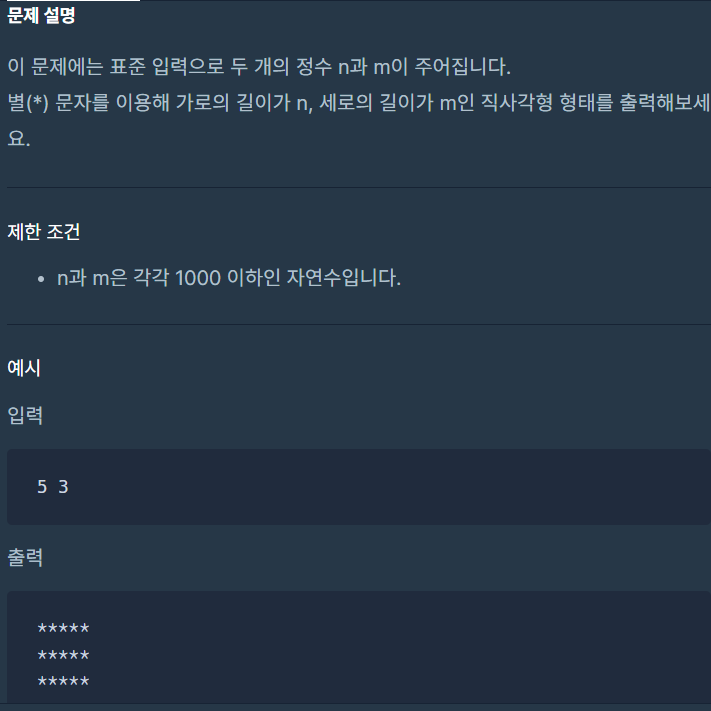 문제 설명
이 문제에는 표준 입력으로 두 개의 정수 n과 m이 주어집니다.
별(*) 문자를 이용해 가로의 길이가 n, 세로의 길이가 m인 직사각형 형태를 출력해보세
요.
제한 조건
• n과 m은 각각 1000 이하인 자연수입니다.
예시
입력
5 3
출력
*****
*****
*****